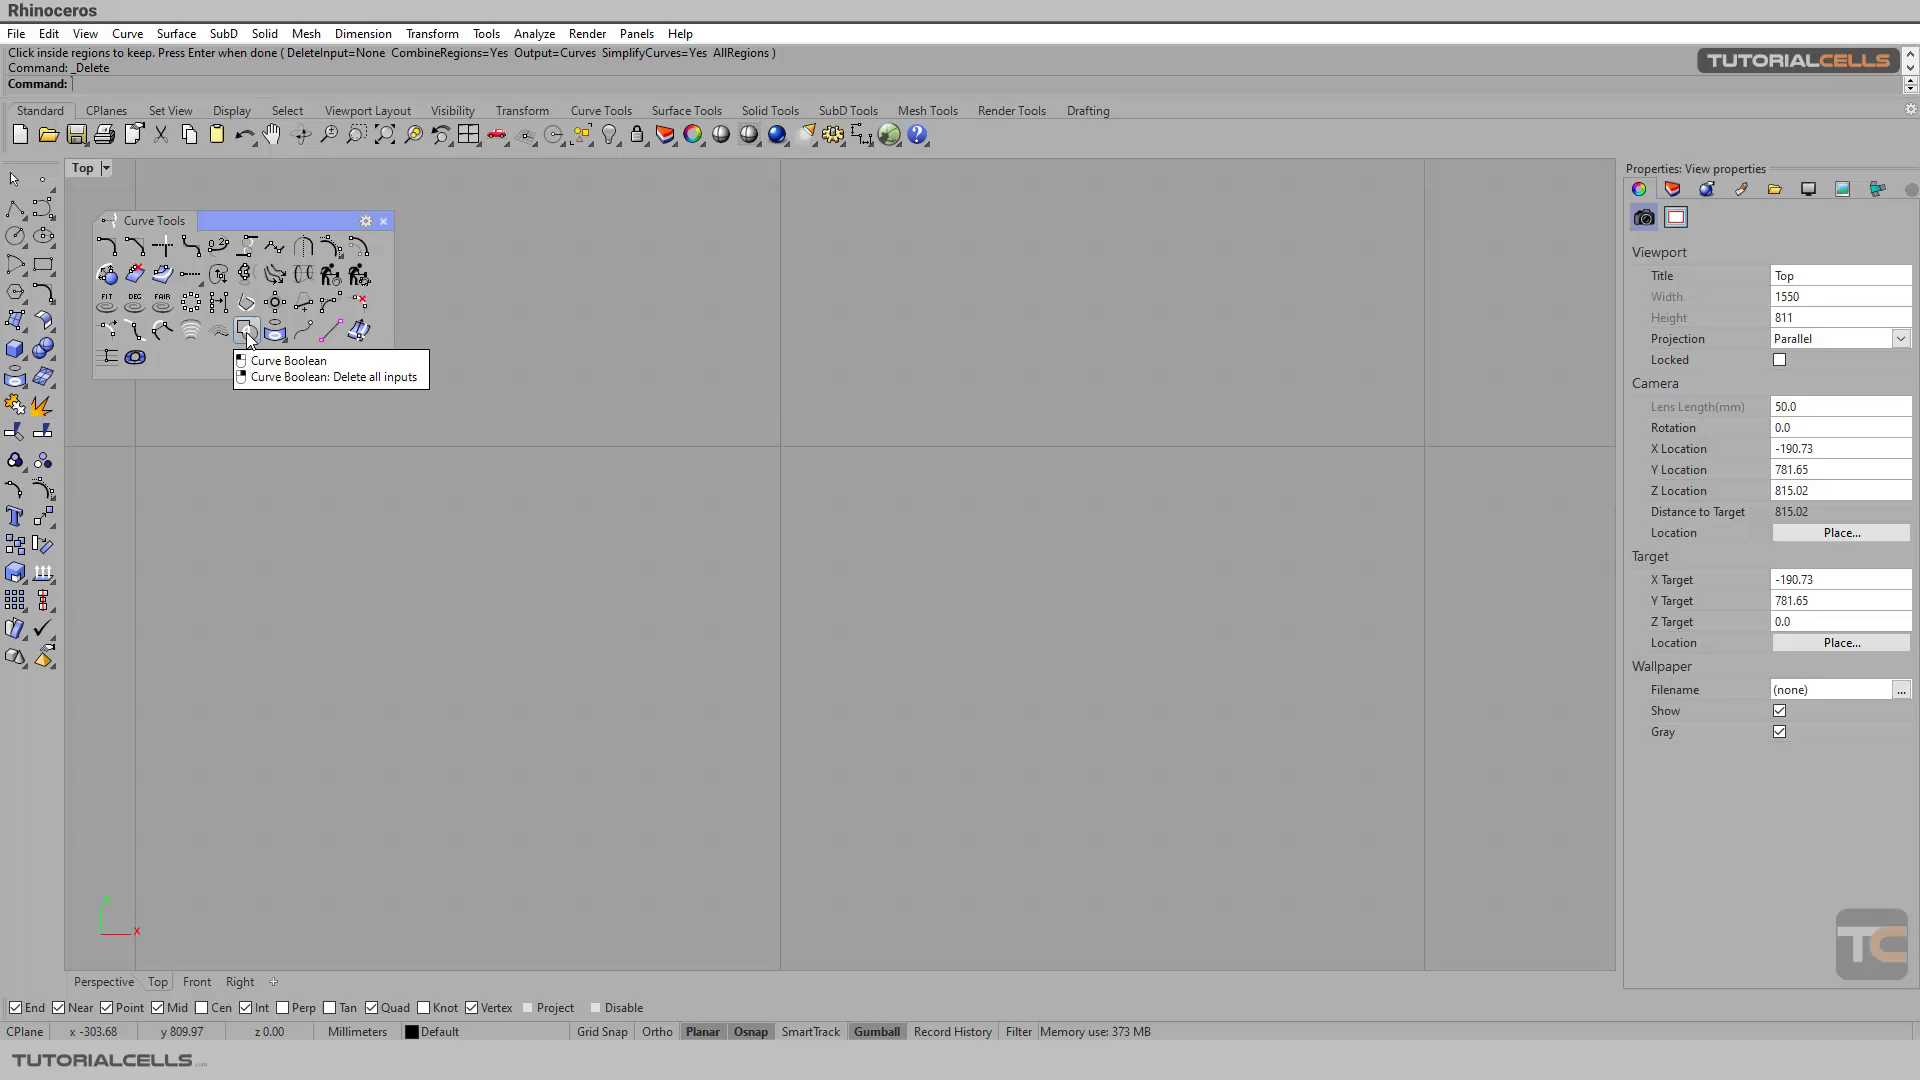 Rhinoceros
File Edit View Curve Surface SubD Solid Mesh Dimension Transform Tools Analyze Render Panels Help
Click inside regions to keep. Press Enter when done ( DeleteInput=None CombineRegions=Yes Output=Curves SimplifyCurves=Yes AllRegions )
Command: _Delete
Command:
TUTORIALCELLS
Standard CPlanes Set View Display Select Viewport Layout Visibility Transform Curve Tools Surface Tools Solid Tools SubD Tools Mesh Tools Render Tools Drafting
Top
Curve Tools
FIT DEG FAIR
Curve Boolean
Curve Boolean: Delete all inputs
y
x
Properties: View properties
Viewport
Title Top
Width 1550
Height 811
Projection Parallel
Locked
Camera
Lens Length(mm) 50.0
Rotation 0.0
X Location -190.73
Y Location 781.65
Z Location 815.02
Distance to Target 815.02
Location Place...
Target
X Target -190.73
Y Target 781.65
Z Target 0.0
Location Place...
Wallpaper
Filename (none) ...
Show
Gray
TC
Perspective Top Front Right
End Near Point Mid Cen Int Perp Tan Quad Knot Vertex Project Disable
CPlane x -303.68 y 809.97 z 0.00 Millimeters Default Grid Snap Ortho Planar Osnap SmartTrack Gumball Record History Filter Memory use: 373 MB
TUTORIALCELLS.com